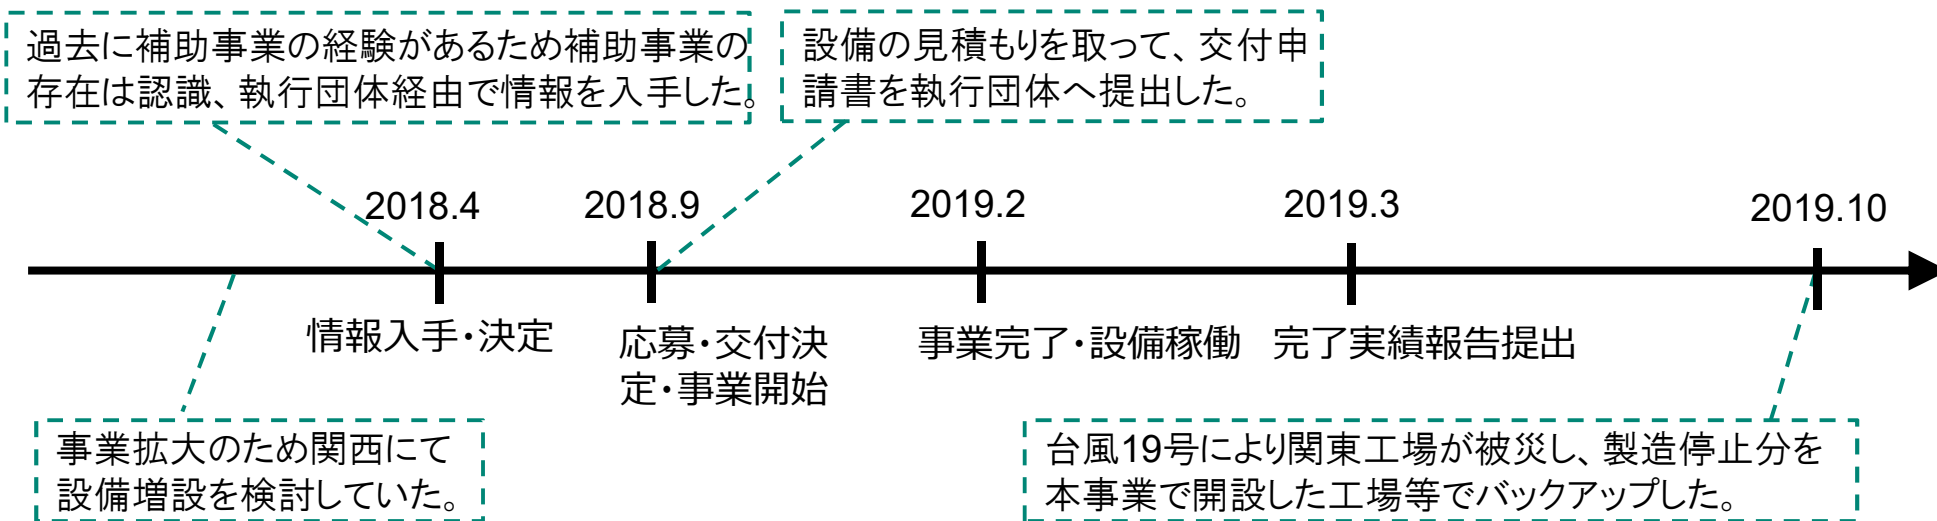 過去に補助事業の経験があるため補助事業の
存在は認識、執行団体経由で情報を入手した。
設備の見積もりを取って、交付申
請書を執行団体へ提出した。
2018.4
2018.9
2019.2
2019.3
2019.10
情報入手・決定
応募・交付決
定・事業開始
事業完了・設備稼働
完了実績報告提出
事業拡大のため関西にて
設備増設を検討していた。
台風19号により関東工場が被災し、製造停止分を
本事業で開設した工場等でバックアップした。